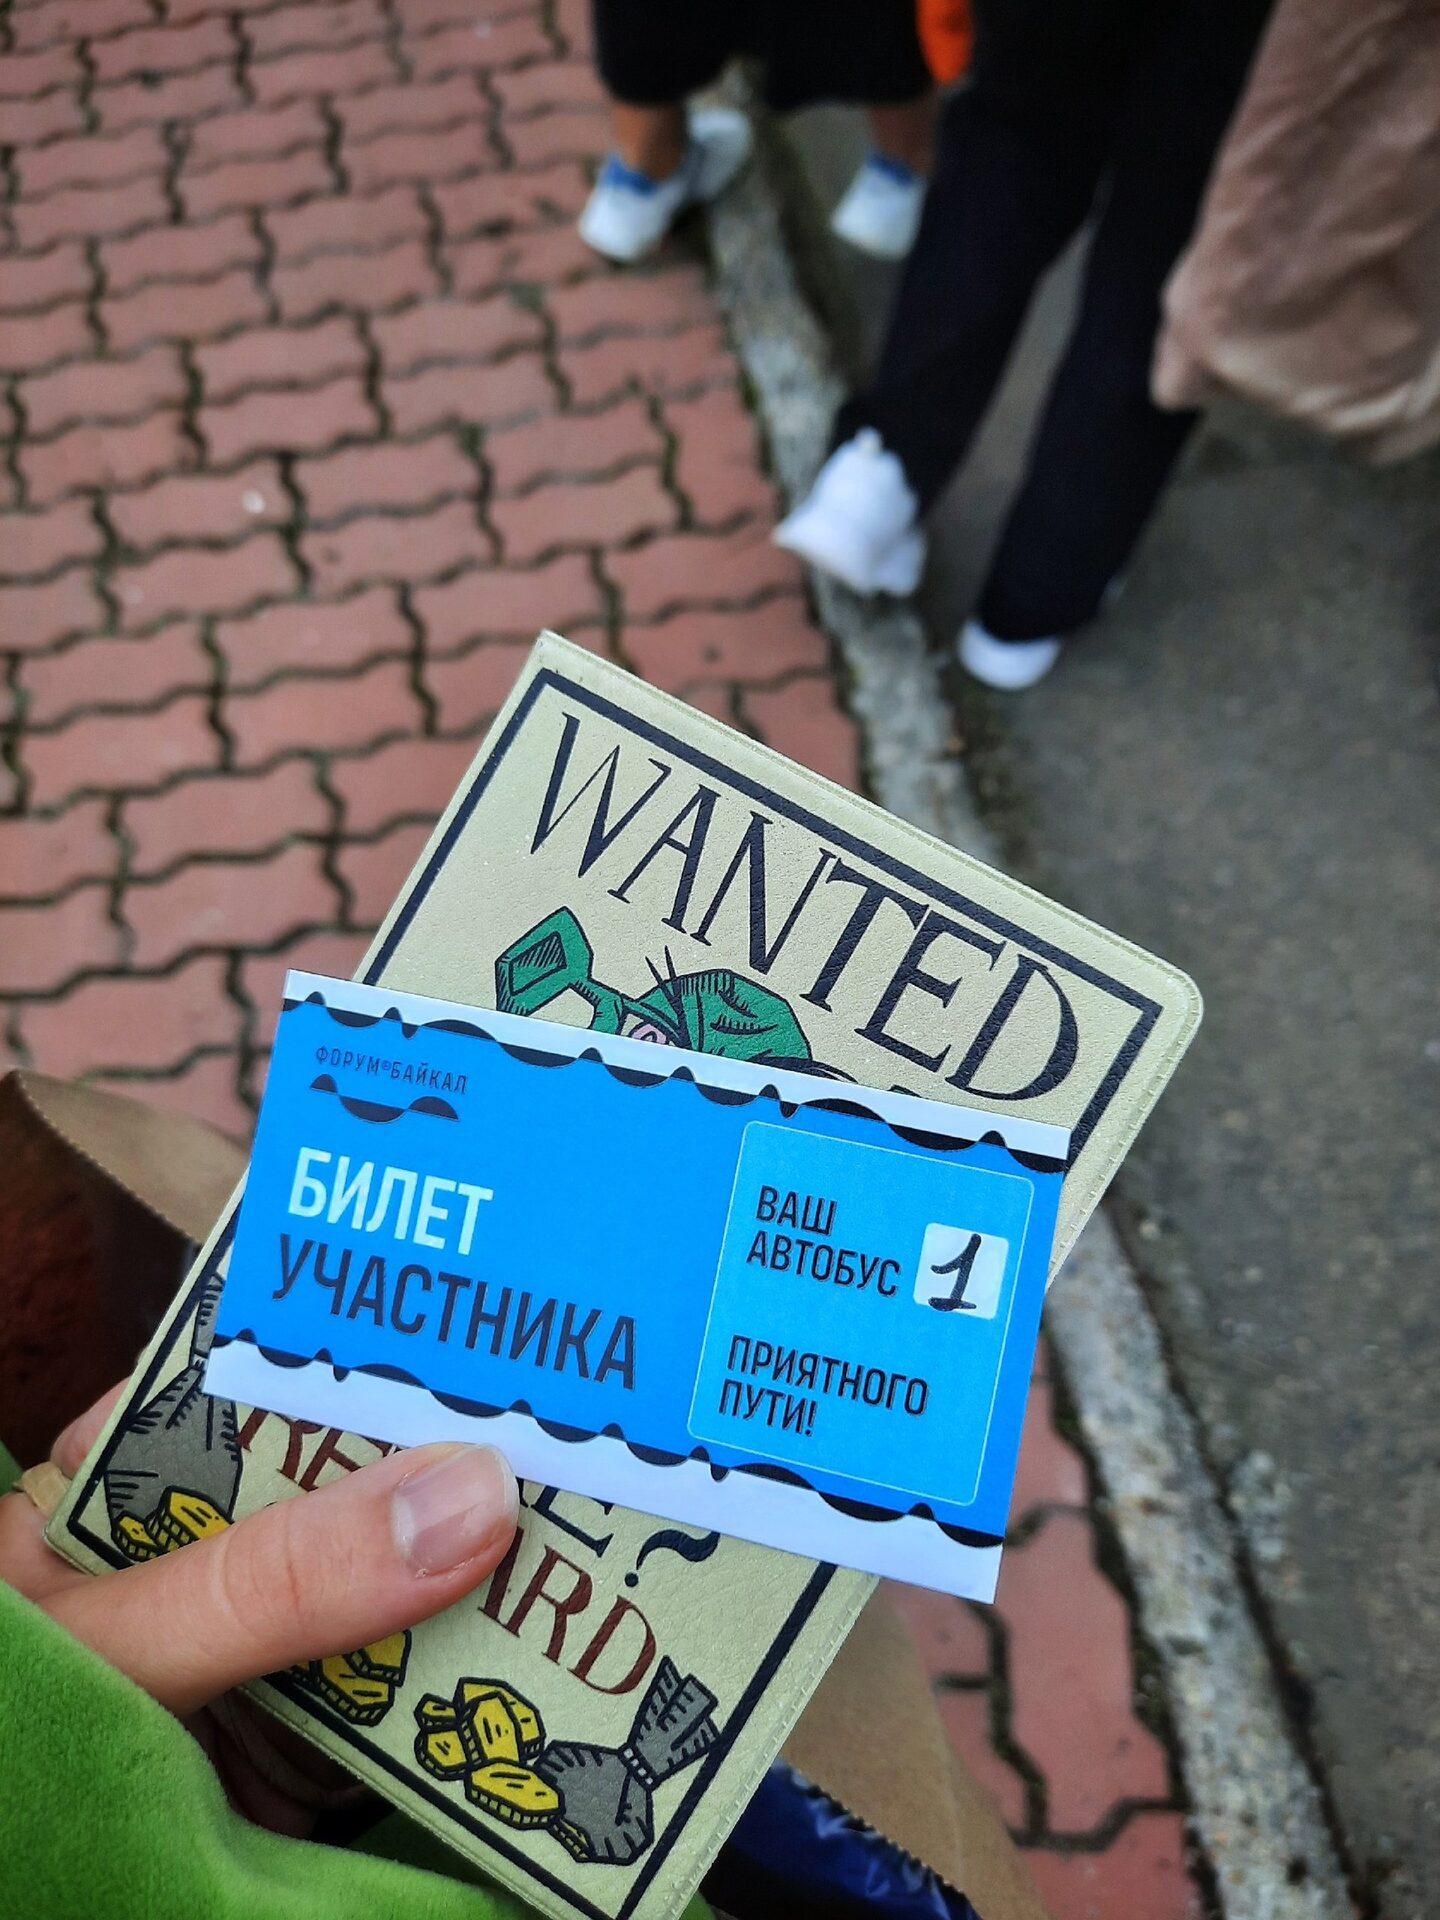 WANTED
ФОРУМ БАЙКАЛ
БИЛЕТ
УЧАСТНИКА
ВАШ
АВТОБУС 1
ПРИЯТНОГО
ПУТИ!